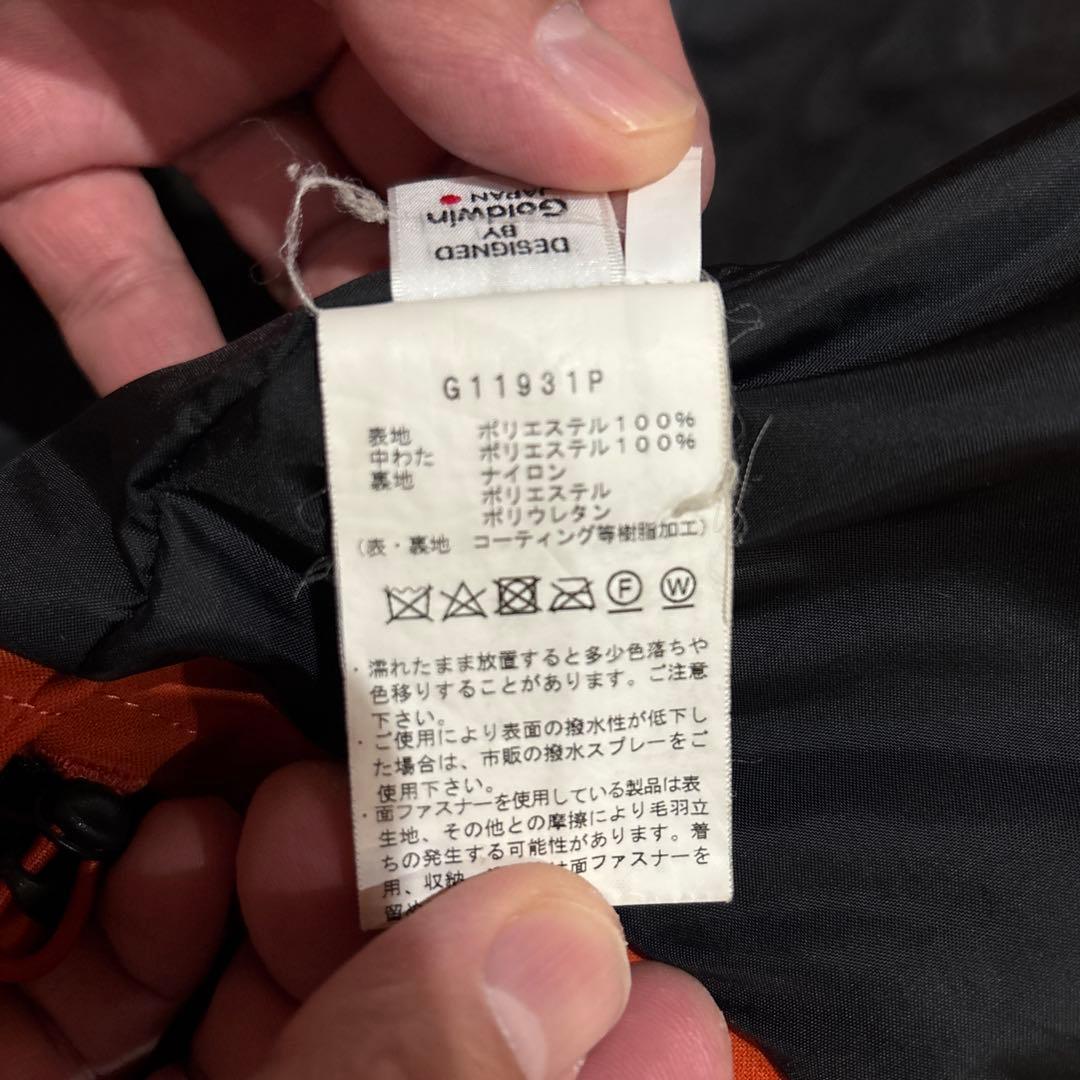 DESIGNED
BY
Goldwin
JAPAN
G11931P
表地 ポリエステル100%
中わた ポリエステル100%
裏地 ナイロン
ポリエステル
ポリウレタン
(表・裏地 コーティング等樹脂加工)
F W
・濡れたまま放置すると多少色落ちや
色移りすることがあります。ご注意
下さい。
・ご使用により表面の撥水性が低下し
た場合は、市販の撥水スプレーをご
使用下さい。
・面ファスナーを使用している製品は表
生地、その他との摩擦により毛羽立
ちの発生する可能性があります。着
用、収納 は面ファスナーを
留め